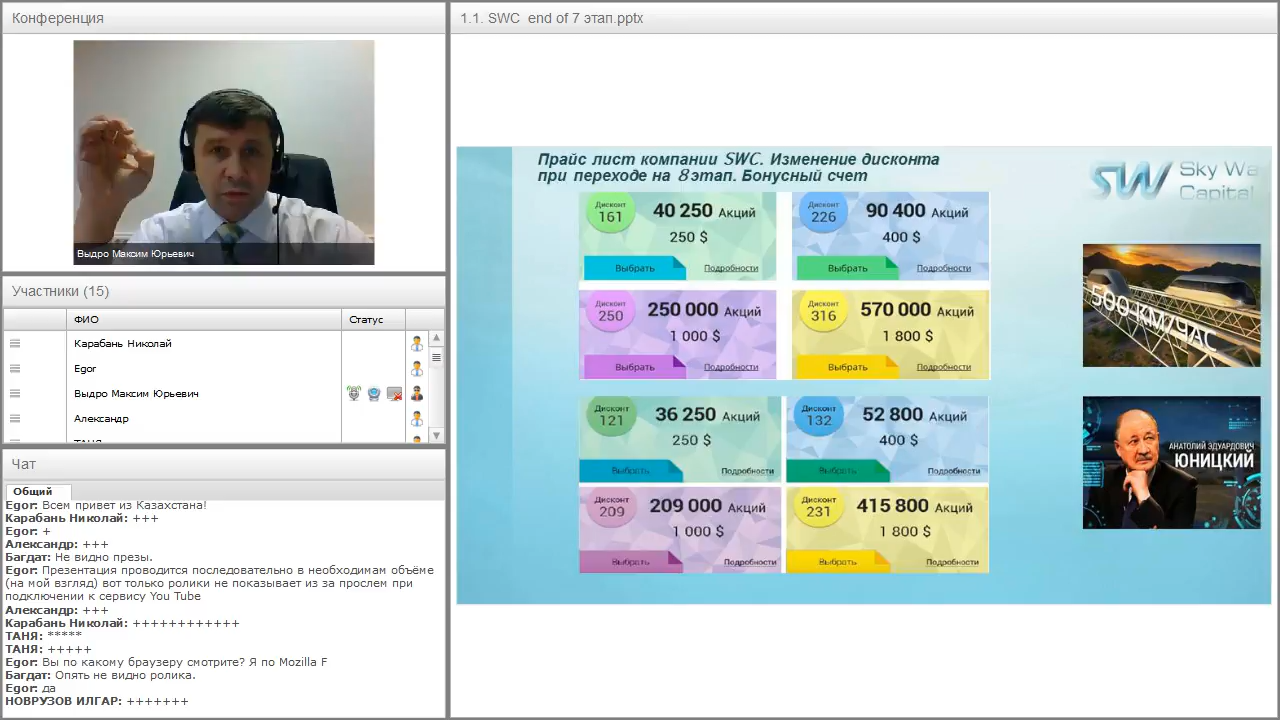 Конференция
Выдро Максим Юрьевич
Участники (15)
ФИО Статус
Карабань Николай
Egor
Выдро Максим Юрьевич
Александр
ТАНЯ
Чат
Общий
Egor: Всем привет из Казахстана!
Карабань Николай: +++
Egor: +
Александр: +++
Багдат: Не видно презы.
Egor: Презентация проводится последовательно в необходимам объёме
(на мой взгляд) вот только ролики не показывает из за прослем при
подключении к сервису You Tube
Александр: +++
Карабань Николай: ++++++++++++
ТАНЯ: *****
ТАНЯ: +++++
Egor: Вы по какому браузеру смотрите? Я по Mozilla F
Багдат: Опять не видно ролика.
Egor: да
НОВРУЗОВ ИЛГАР: +++++++
1.1. SWC end of 7 этап.pptx
Прайс лист компании SWC. Изменение дисконта
при переходе на 8 этап. Бонусный счет
SW Sky Wa
Capital
Дисконт 161 40 250 Акций
250 $
Выбрать Подробности
Дисконт 226 90 400 Акций
400 $
Выбрать Подробности
Дисконт 250 250 000 Акций
1 000 $
Выбрать Подробности
Дисконт 316 570 000 Акций
1 800 $
Выбрать Подробности
Дисконт 121 36 250 Акций
250 $
Выбрать Подробности
Дисконт 132 52 800 Акций
400 $
Выбрать Подробности
Дисконт 209 209 000 Акций
1 000 $
Выбрать Подробности
Дисконт 231 415 800 Акций
1 800 $
Выбрать Подробности
500 КМ/ЧАС
АНАТОЛИЙ ЭДУАРДОВИЧ
ЮНИЦКИЙ